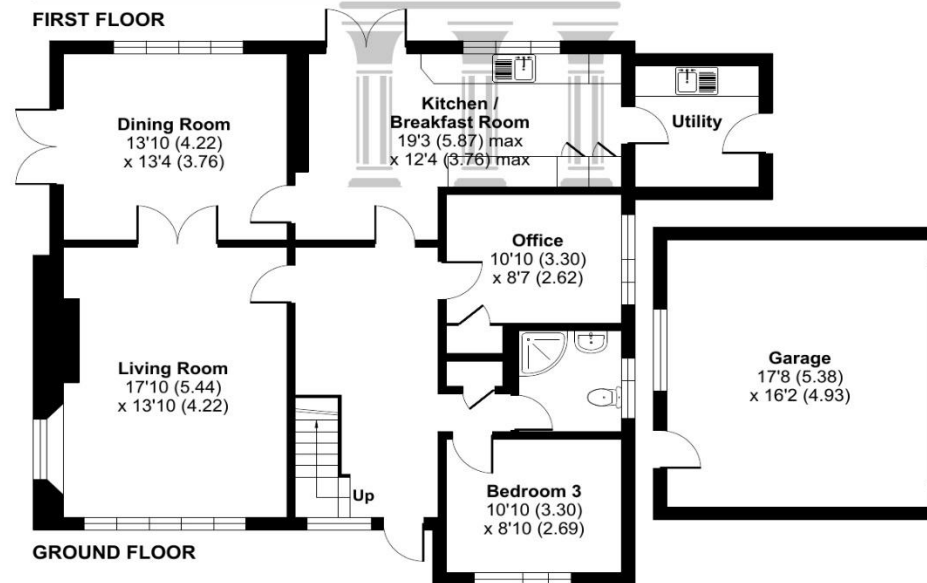 FIRST FLOOR
Dining Room
13'10 (4.22)
x 13'4 (3.76)
Kitchen /
Breakfast Room
19'3 (5.87) max
x 12'4 (3.76) max
Utility
Office
10'10 (3.30)
x 8'7 (2.62)
Living Room
17'10 (5.44)
x 13'10 (4.22)
Garage
17'8 (5.38)
x 16'2 (4.93)
Up
Bedroom 3
10'10 (3.30)
x 8'10 (2.69)
GROUND FLOOR